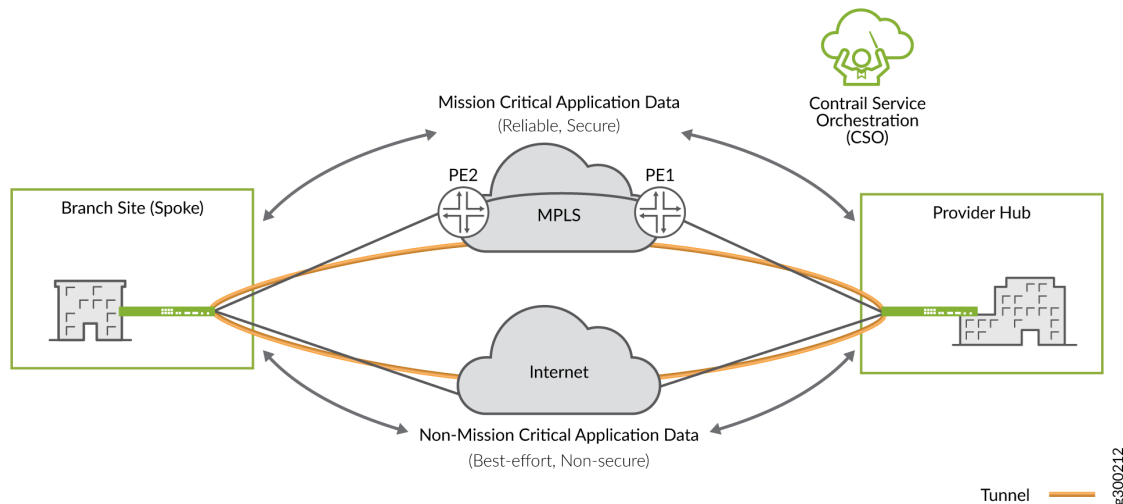 Mission Critical Application Data
(Reliable, Secure)
Contrail Service
Orchestration
(CSO)
PE2
PE1
Branch Site (Spoke)
MPLS
Provider Hub
Internet
Non-Mission Critical Application Data
(Best-effort, Non-secure)
Tunnel
g300212